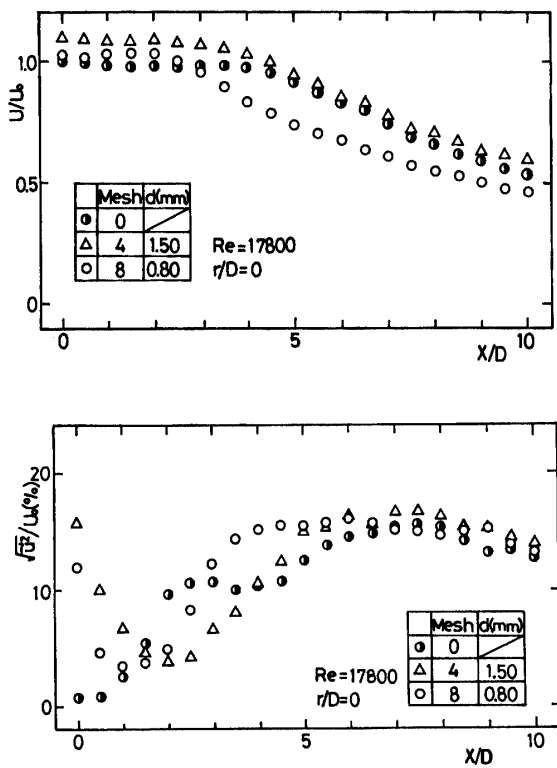 U/U₀
1.0
0.5
0
Mesh d(mm)
◑ 0
△ 4 1.50
○ 8 0.80
Re=17800
r/D=0
0 5 10
X/D
√u²/U₀(%)
20
10
0
Mesh d(mm)
◑ 0
△ 4 1.50
○ 8 0.80
Re=17800
r/D=0
0 5 10
X/D